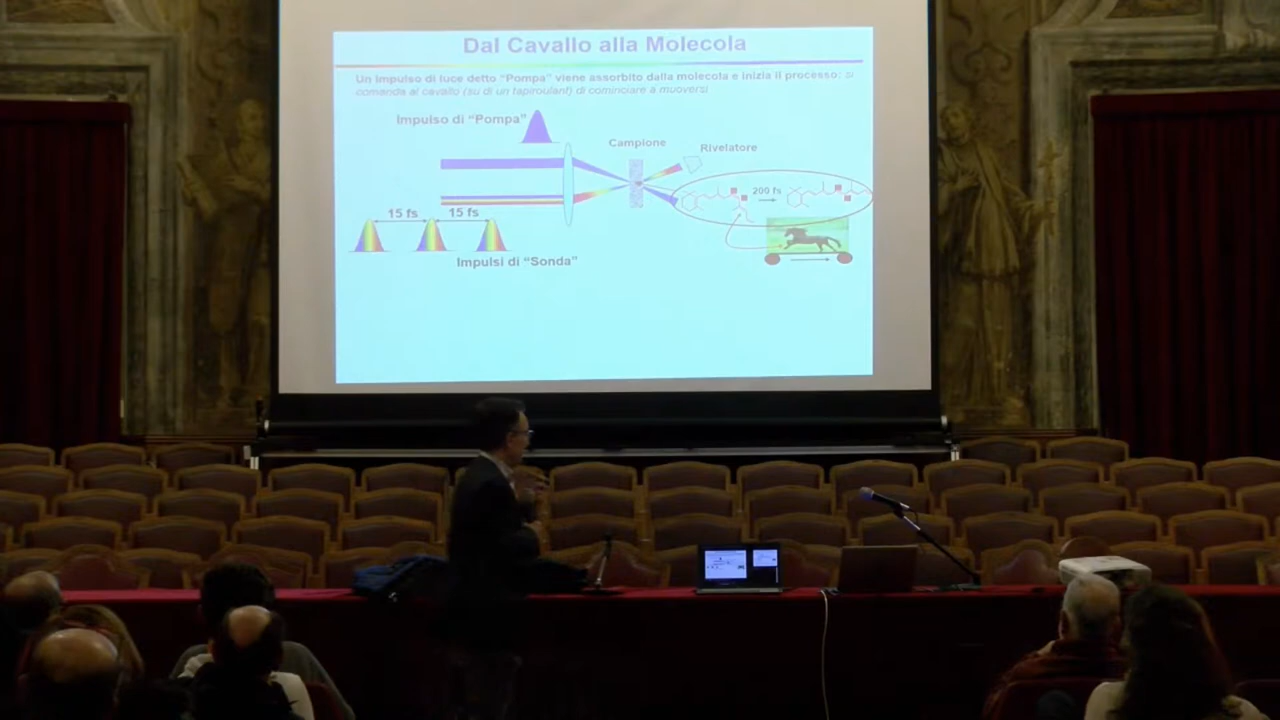 Dal Cavallo alla Molecola
Un impulso di luce detto “Pompa” viene assorbito dalla molecola e inizia il processo: si
comanda al cavallo (su di un tapiroulant) di cominciare a muoversi
Impulso di “Pompa”
Campione
Rivelatore
200 fs
15 fs
15 fs
Impulsi di “Sonda”